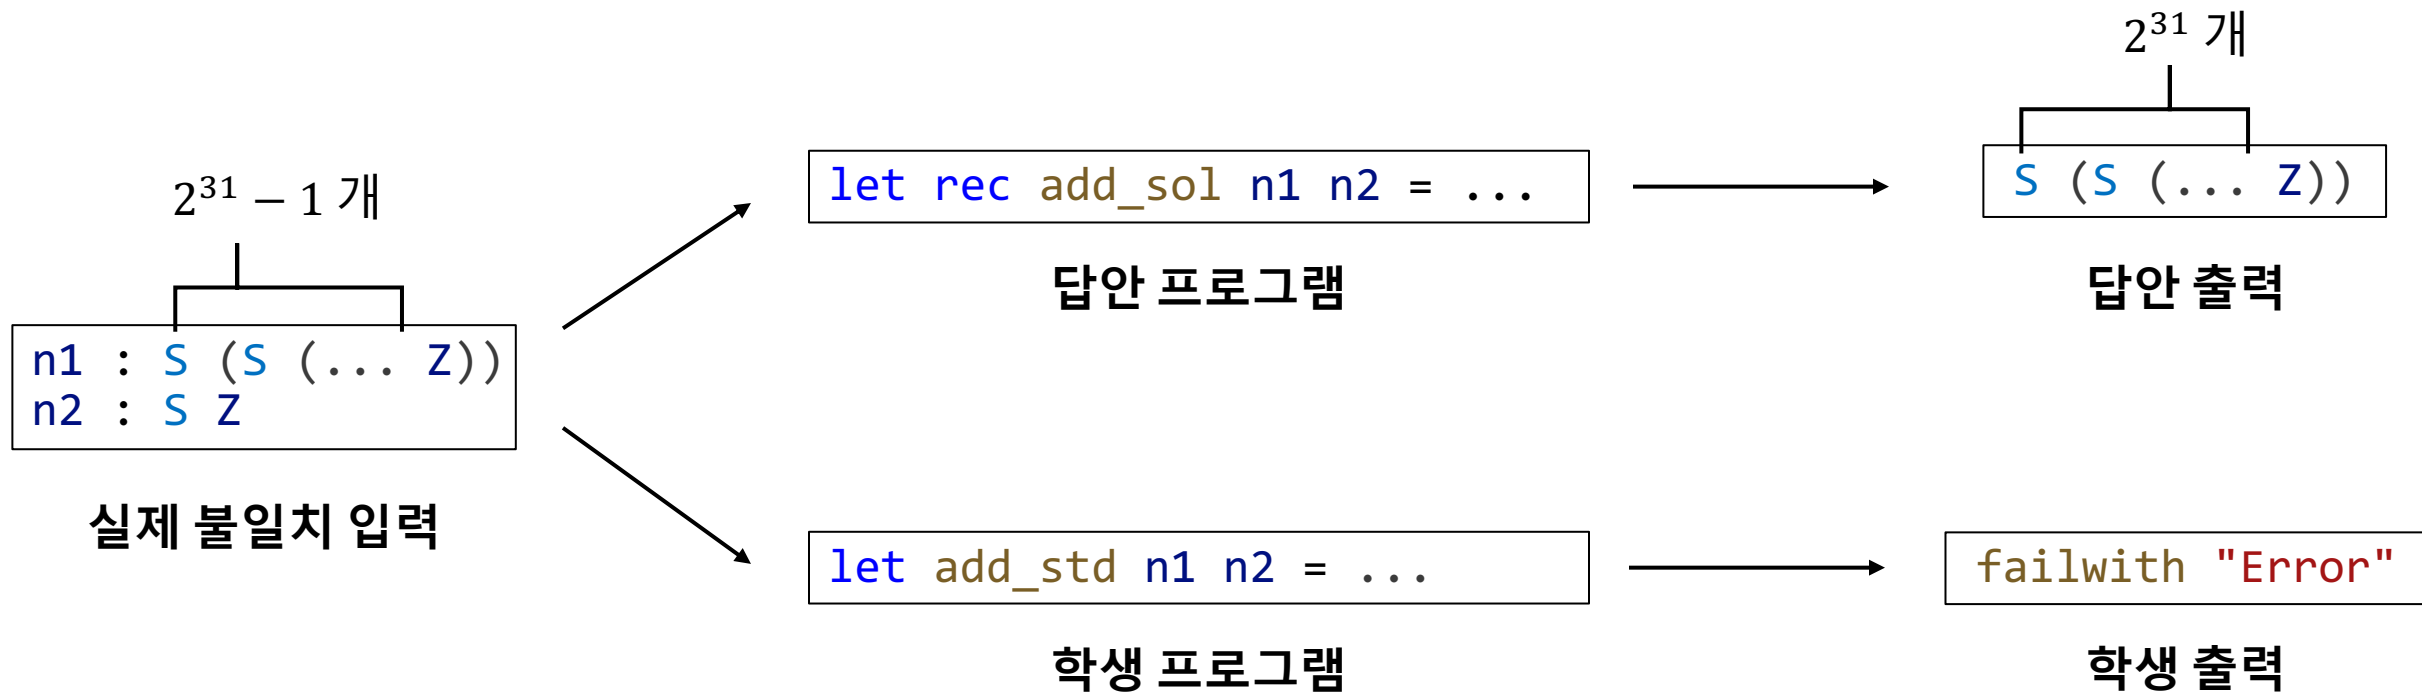 2³¹ 개
2³¹ − 1 개
let rec add_sol n1 n2 = ...
S (S (... Z))
답안 프로그램
답안 출력
n1 : S (S (... Z))
n2 : S Z
실제 불일치 입력
let add_std n1 n2 = ...
failwith "Error"
학생 프로그램
학생 출력